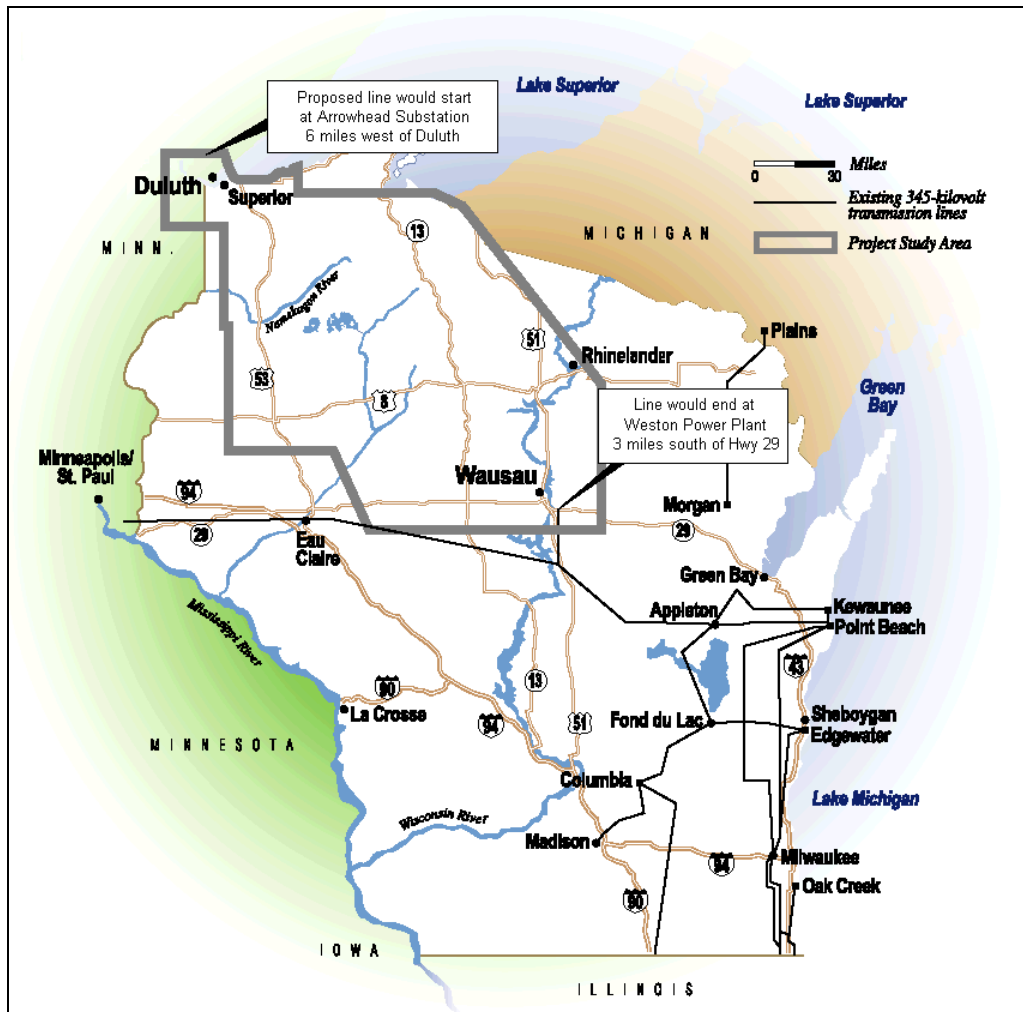 Lake Superior
Proposed line would start
at Arrowhead Substation
6 miles west of Duluth
Lake Superior
Miles
0 30
Existing 345-kilovolt
transmission lines
Project Study Area
Duluth
Superior
MINN.
MICHIGAN
13
Namekagon River
51
Plains
Rhinelander
53
8
Green
Bay
Line would end at
Weston Power Plant
3 miles south of Hwy 29
Minneapolis/
St. Paul
Wausau
94
Morgan
29
Eau
Claire
29
Green Bay
Kewaunee
Appleton
Point Beach
Mississippi River
43
90
13
La Crosse
94
51
Fond du Lac
Sheboygan
Edgewater
MINNESOTA
Columbia
Lake Michigan
Wisconsin River
Madison
94
Milwaukee
Oak Creek
90
IOWA
ILLINOIS